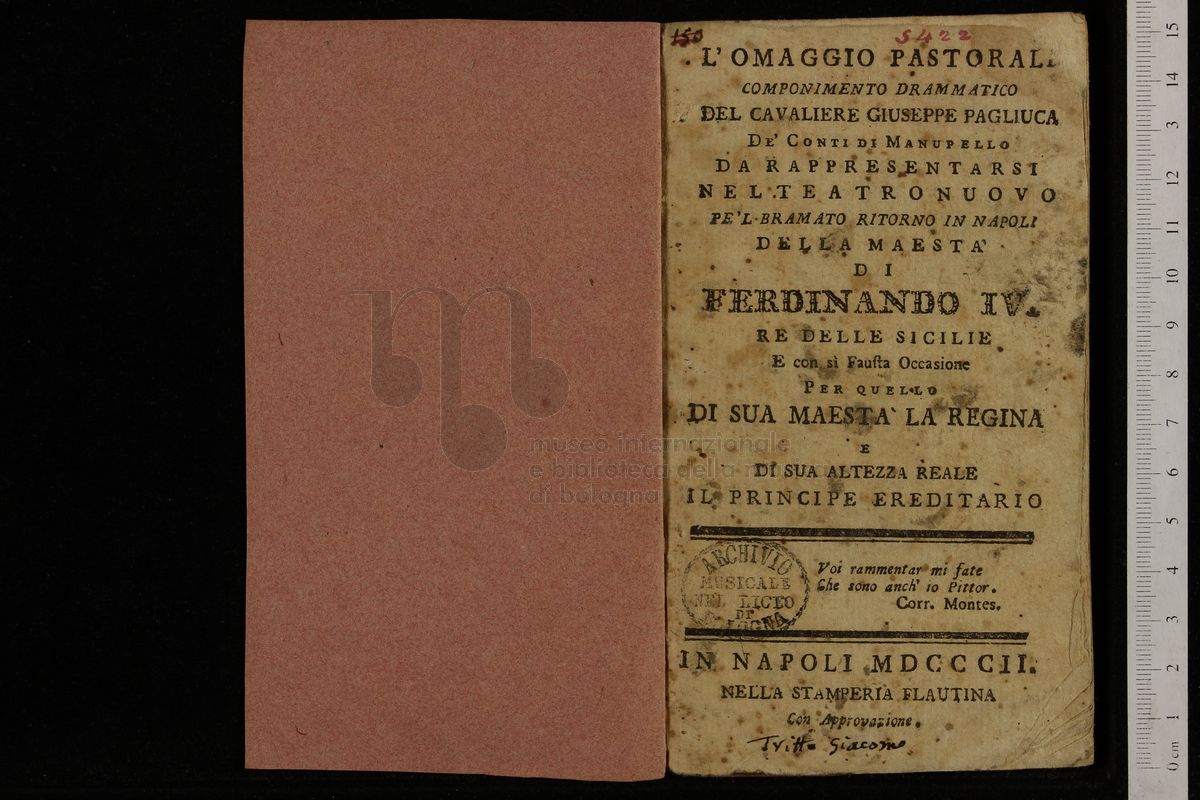 150
5422
L' OMAGGIO PASTORALE
COMPONIMENTO DRAMMATICO
DEL CAVALIERE GIUSEPPE PAGLIUCA
DE' CONTI DI MANUPELLO
DA RAPPRESENTARSI
NEL TEATRO NUOVO
PE'L BRAMATO RITORNO IN NAPOLI
DELLA MAESTA'
DI
FERDINANDO IV.
RE DELLE SICILIE
E con sì Fausta Occasione
PER QUELLO
DI SUA MAESTA' LA REGINA
E
DI SUA ALTEZZA REALE
IL PRINCIPE EREDITARIO
ARCHIVIO
MUSICALE
NEL LICEO
DI
BOLOGNA
Voi rammentar mi fate
Che sono anch' io Pittor.
Corr. Montes.
IN NAPOLI MDCCCII.
NELLA STAMPERIA FLAUTINA
Con Approvazione.
Tritto Giacomo
museo internazionale
e biblioteca della musica
di bologna
15
14
13
12
11
10
9
8
7
6
5
4
3
2
1
0 cm